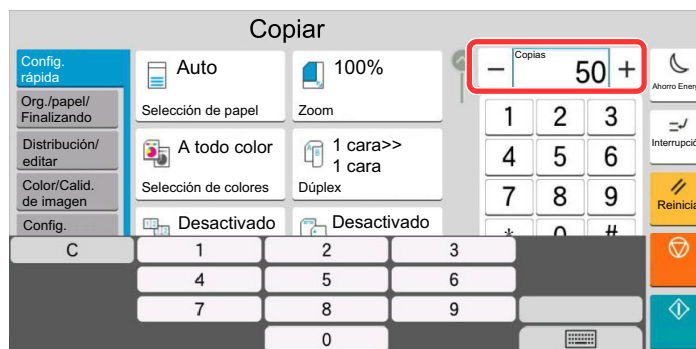 Copiar
Config.
rápida
Org./papel/
Finalizando
Distribución/
editar
Color/Calid.
de imagen
Config.
Auto
Selección de papel
100%
Zoom
A todo color
Selección de colores
1 cara>>
1 cara
Dúplex
Desactivado
Desactivado
Copias
− 50 +
1 2 3
4 5 6
7 8 9
* 0 #
Ahorro Energ
Interrupció
Reinicia
C 1 2 3
4 5 6
7 8 9
0